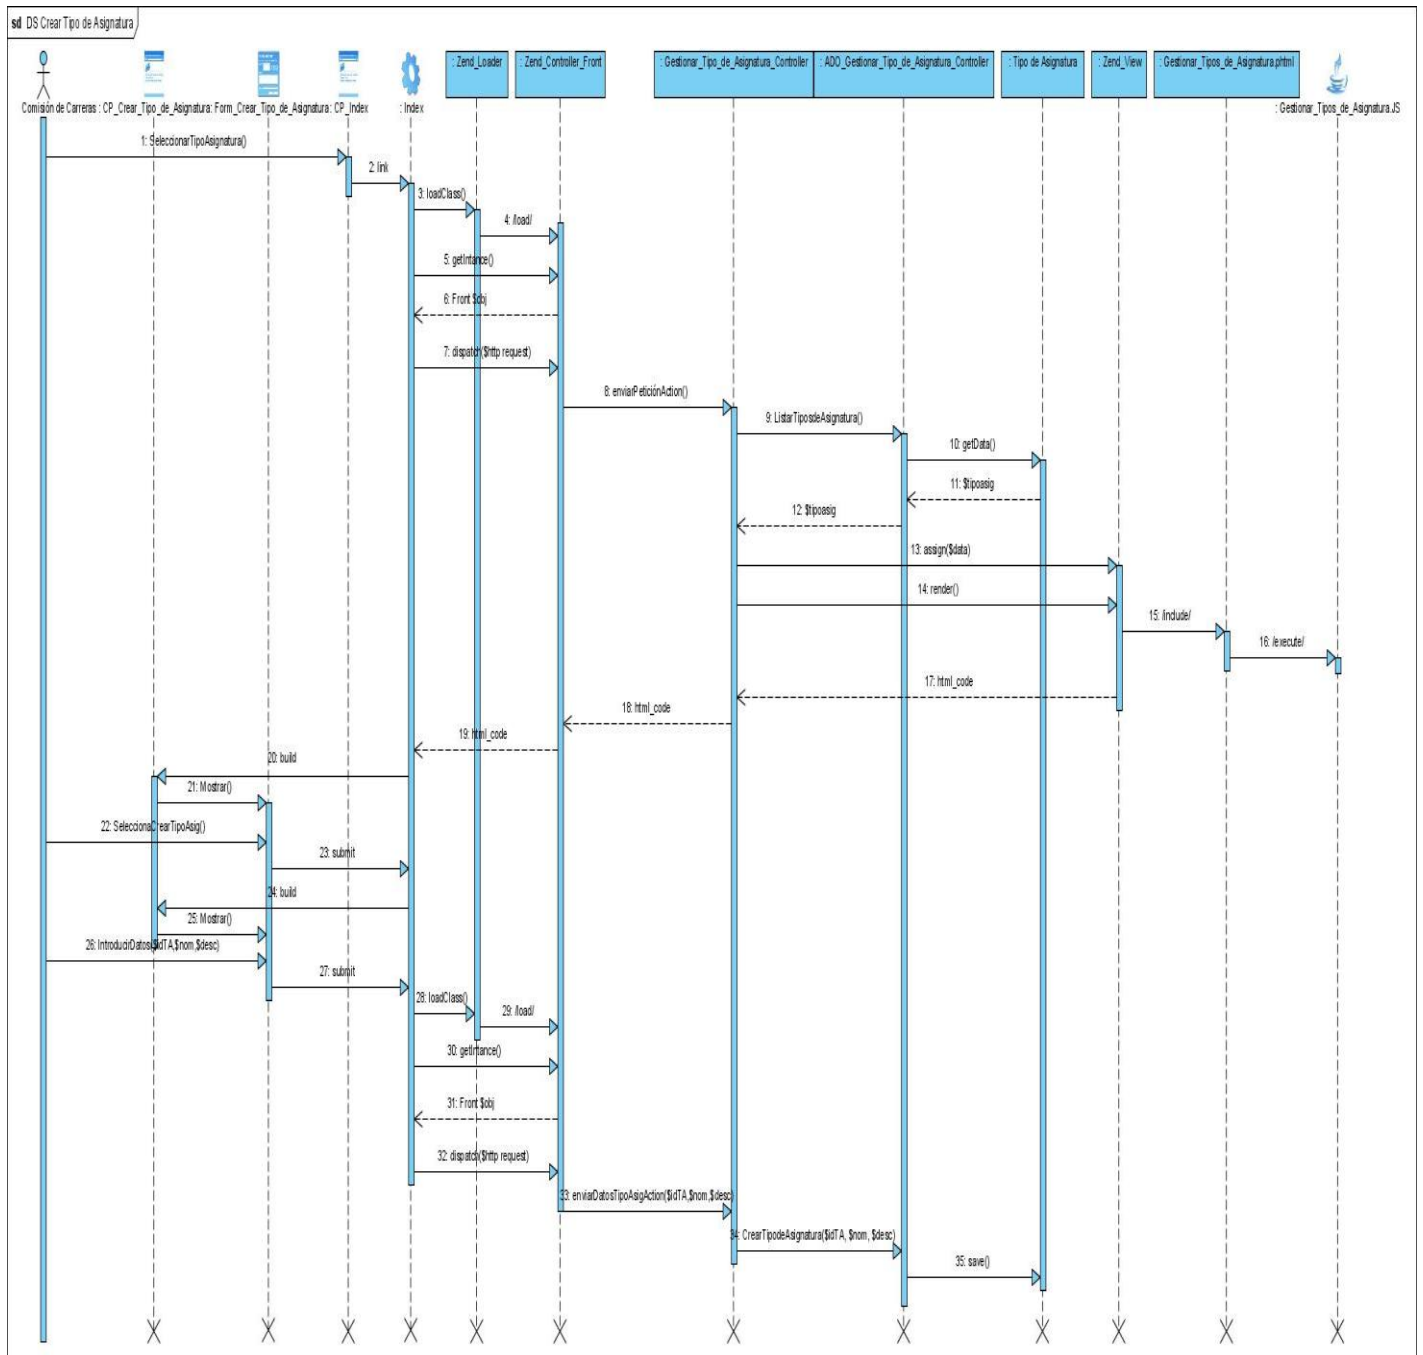 sd DS Crear Tipo de Asignatura
Comisión de Carreras
: CP_Crear_Tipo_de_Asignatura
: Form_Crear_Tipo_de_Asignatura
: CP_Index
: Index
: Zend_Loader
: Zend_Controller_Front
: Gestionar_Tipo_de_Asignatura_Controller
: ADO_Gestionar_Tipo_de_Asignatura_Controller
: Tipo de Asignatura
: Zend_View
: Gestionar_Tipos_de_Asignatura.phtml
: Gestionar_Tipos_de_Asignatura.JS
1: SeleccionarTipoAsignatura()
2: link
3: loadClass()
4: /load/
5: getIntance()
6: Front $obj
7: dispatch($http request)
8: enviarPeticiónAction()
9: ListarTiposdeAsignatura()
10: getData()
11: $tipoasig
12: $tipoasig
13: assign($data)
14: render()
15: /include/
16: /execute/
17: html_code
18: html_code
19: html_code
20: build
21: Mostrar()
22: SeleccionaCrearTipoAsig()
23: submit
24: build
25: Mostrar()
26: IntroducirDatos($idTA,$nom,$desc)
27: submit
28: loadClass()
29: /load/
30: getIntance()
31: Front $obj
32: dispatch($http request)
33: enviarDatosTipoAsigAction($idTA,$nom,$desc)
34: CrearTipodeAsignatura($idTA, $nom, $desc)
35: save()